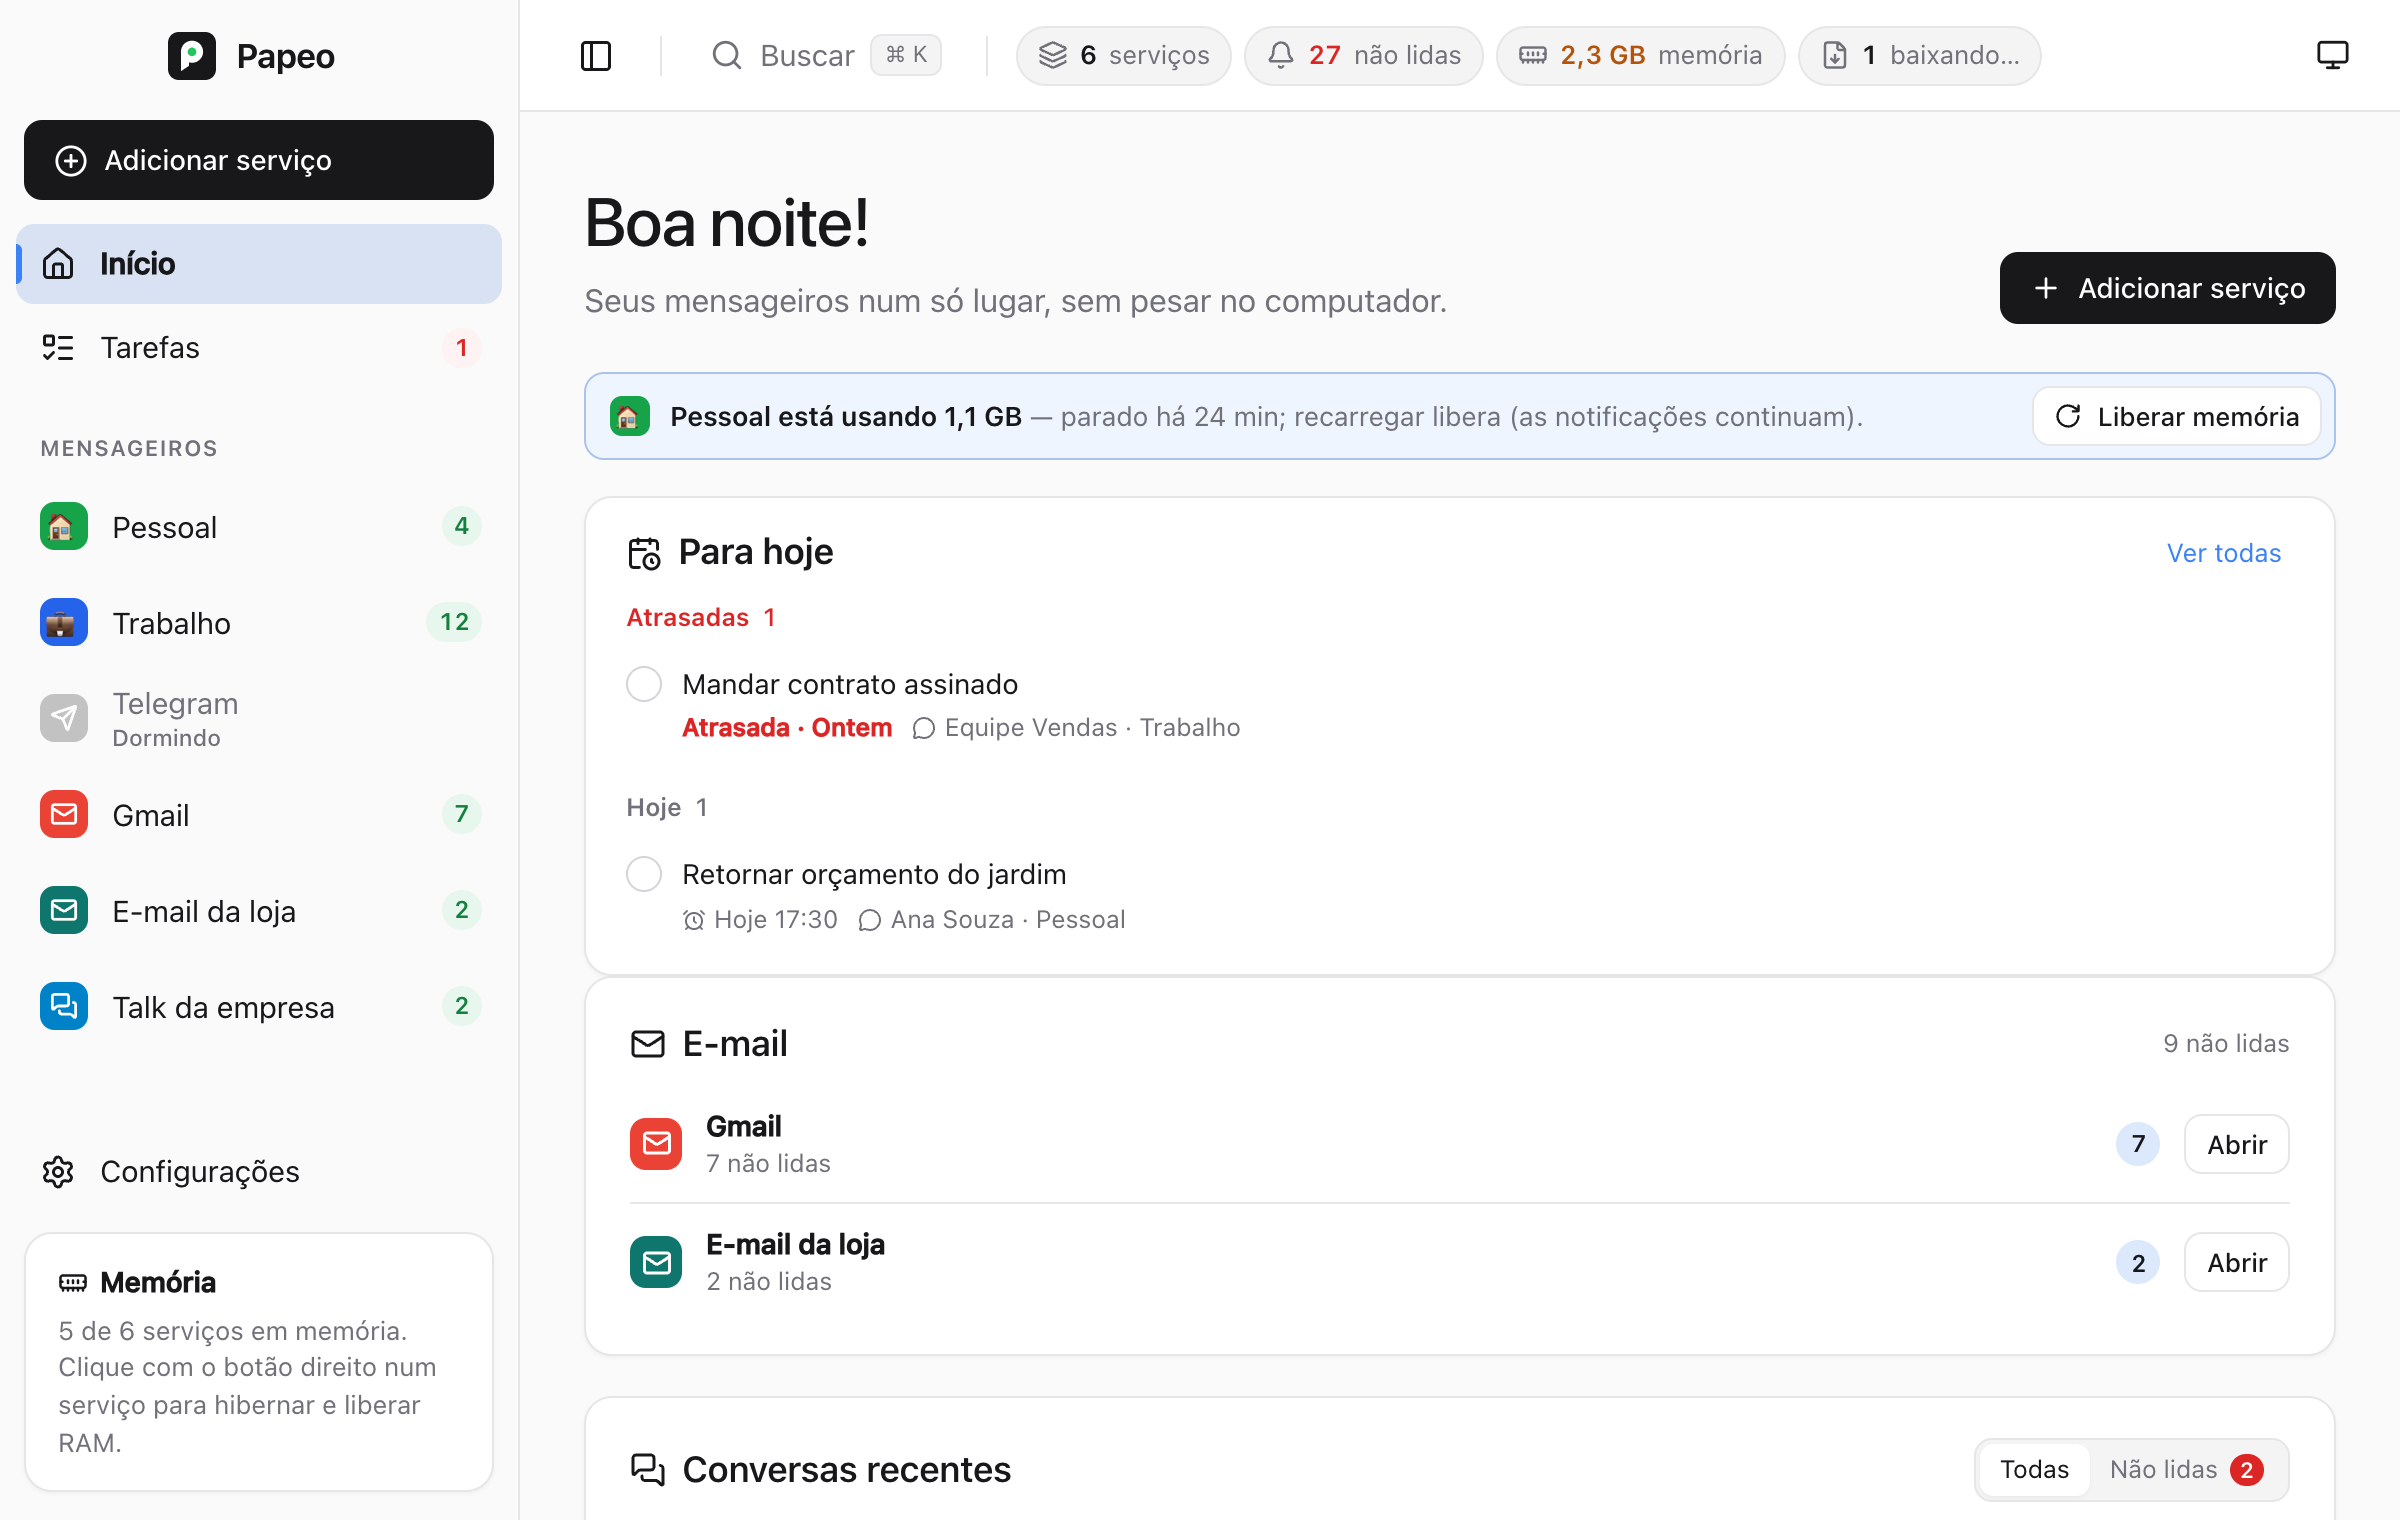 Papeo
Adicionar serviço
Início
Tarefas 1
MENSAGEIROS
Pessoal 4
Trabalho 12
Telegram
Dormindo
Gmail 7
E-mail da loja 2
Talk da empresa 2
Configurações
Memória
5 de 6 serviços em memória.
Clique com o botão direito num
serviço para hibernar e liberar
RAM.
Buscar ⌘ K
6 serviços
27 não lidas
2,3 GB memória
1 baixando...
Boa noite!
Seus mensageiros num só lugar, sem pesar no computador.
Adicionar serviço
Pessoal está usando 1,1 GB — parado há 24 min; recarregar libera (as notificações continuam).
Liberar memória
Para hoje
Ver todas
Atrasadas 1
Mandar contrato assinado
Atrasada · Ontem Equipe Vendas · Trabalho
Hoje 1
Retornar orçamento do jardim
Hoje 17:30 Ana Souza · Pessoal
E-mail
9 não lidas
Gmail
7 não lidas
7 Abrir
E-mail da loja
2 não lidas
2 Abrir
Conversas recentes
Todas Não lidas 2